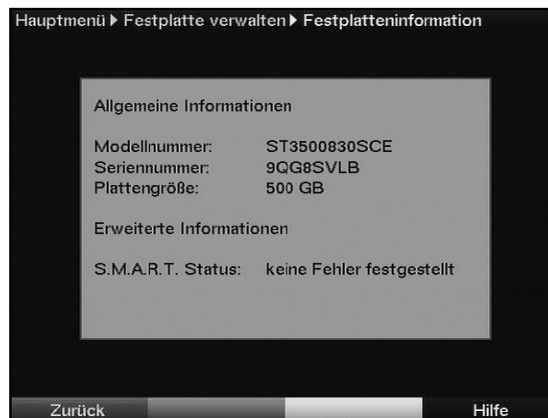 Hauptmenü ▶ Festplatte verwalten ▶ Festplatteninformation
Allgemeine Informationen
Modellnummer: ST3500830SCE
Seriennummer: 9QG8SVLB
Plattengröße: 500 GB
Erweiterte Informationen
S.M.A.R.T. Status: keine Fehler festgestellt
Zurück Hilfe